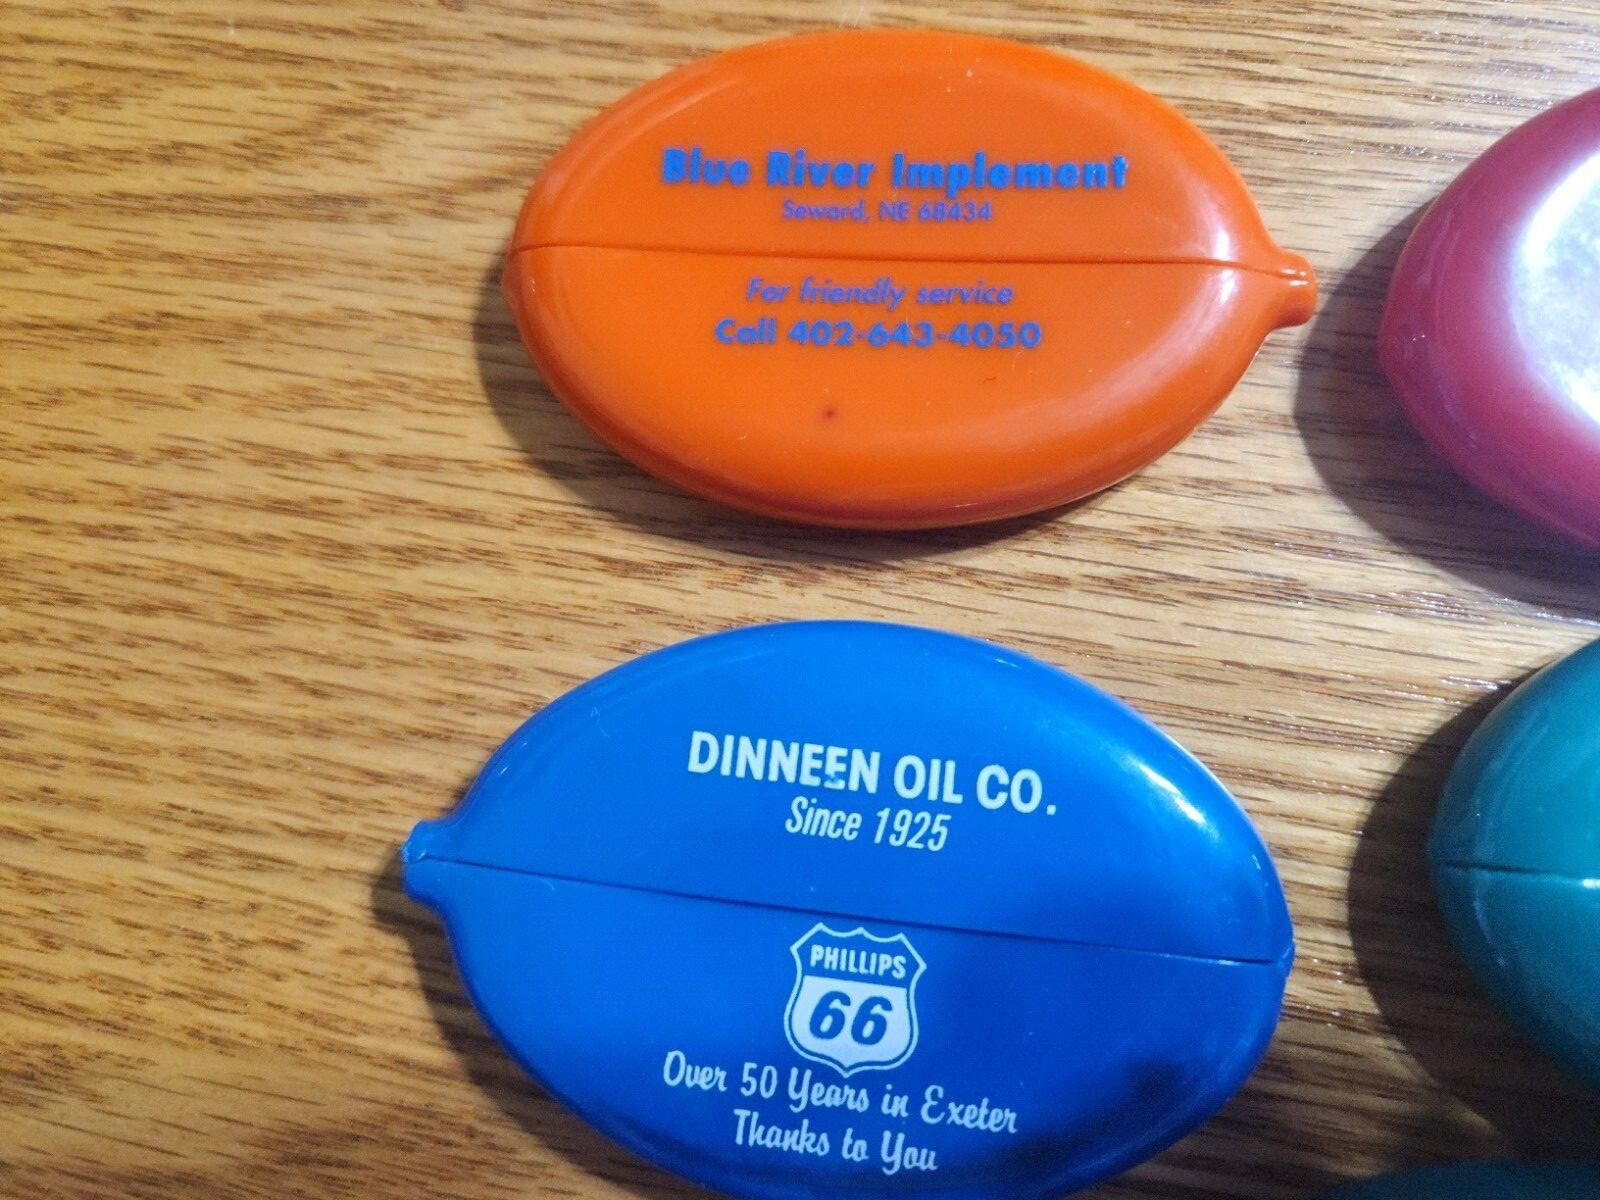 Blue River Implement
Seward, NE 68434
For friendly service
Call 402-643-4050
DINNEEN OIL CO.
Since 1925
PHILLIPS
66
Over 50 Years in Exeter
Thanks to You